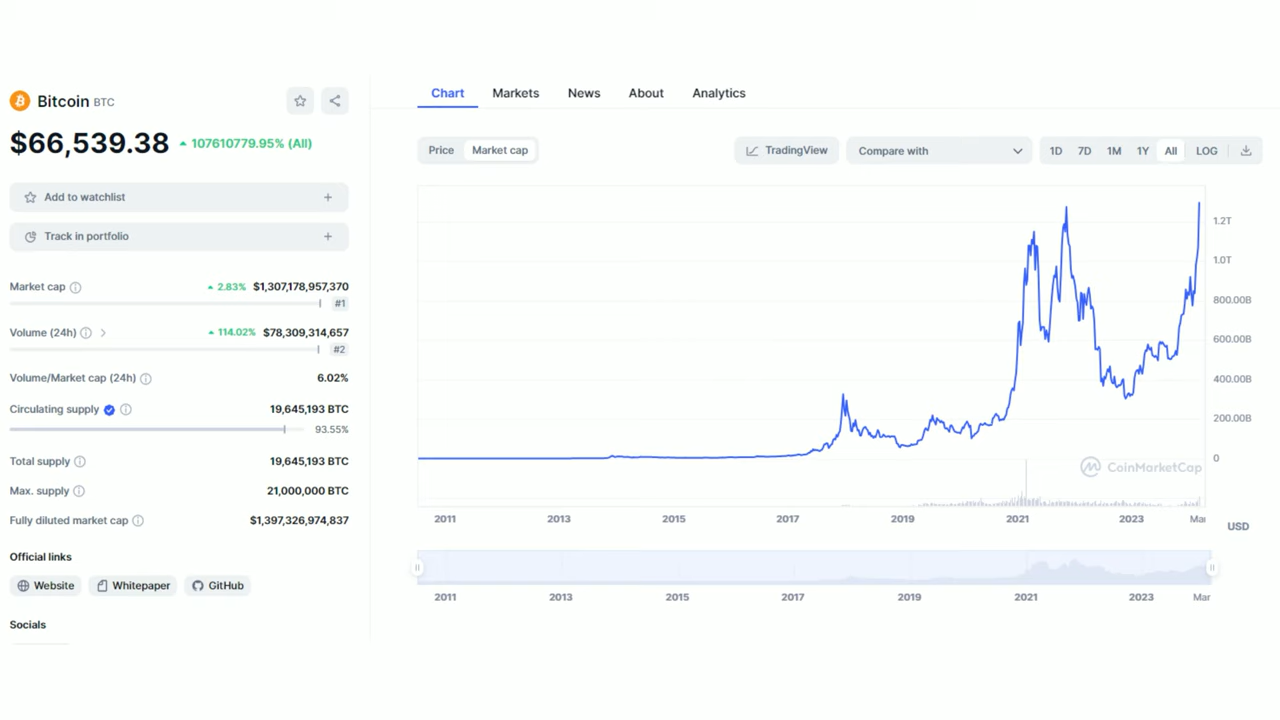 Bitcoin BTC
$66,539.38 107610779.95% (All)
Add to watchlist +
Track in portfolio +
Market cap 2.83% $1,307,178,957,370
#1
Volume (24h) 114.02% $78,309,314,657
#2
Volume/Market cap (24h) 6.02%
Circulating supply 19,645,193 BTC
93.55%
Total supply 19,645,193 BTC
Max. supply 21,000,000 BTC
Fully diluted market cap $1,397,326,974,837
Official links
Website Whitepaper GitHub
Socials
Chart Markets News About Analytics
Price Market cap TradingView Compare with 1D 7D 1M 1Y All LOG
1.2T
1.0T
800.00B
600.00B
400.00B
200.00B
0
CoinMarketCap
2011 2013 2015 2017 2019 2021 2023 Mar
USD
2011 2013 2015 2017 2019 2021 2023 Mar